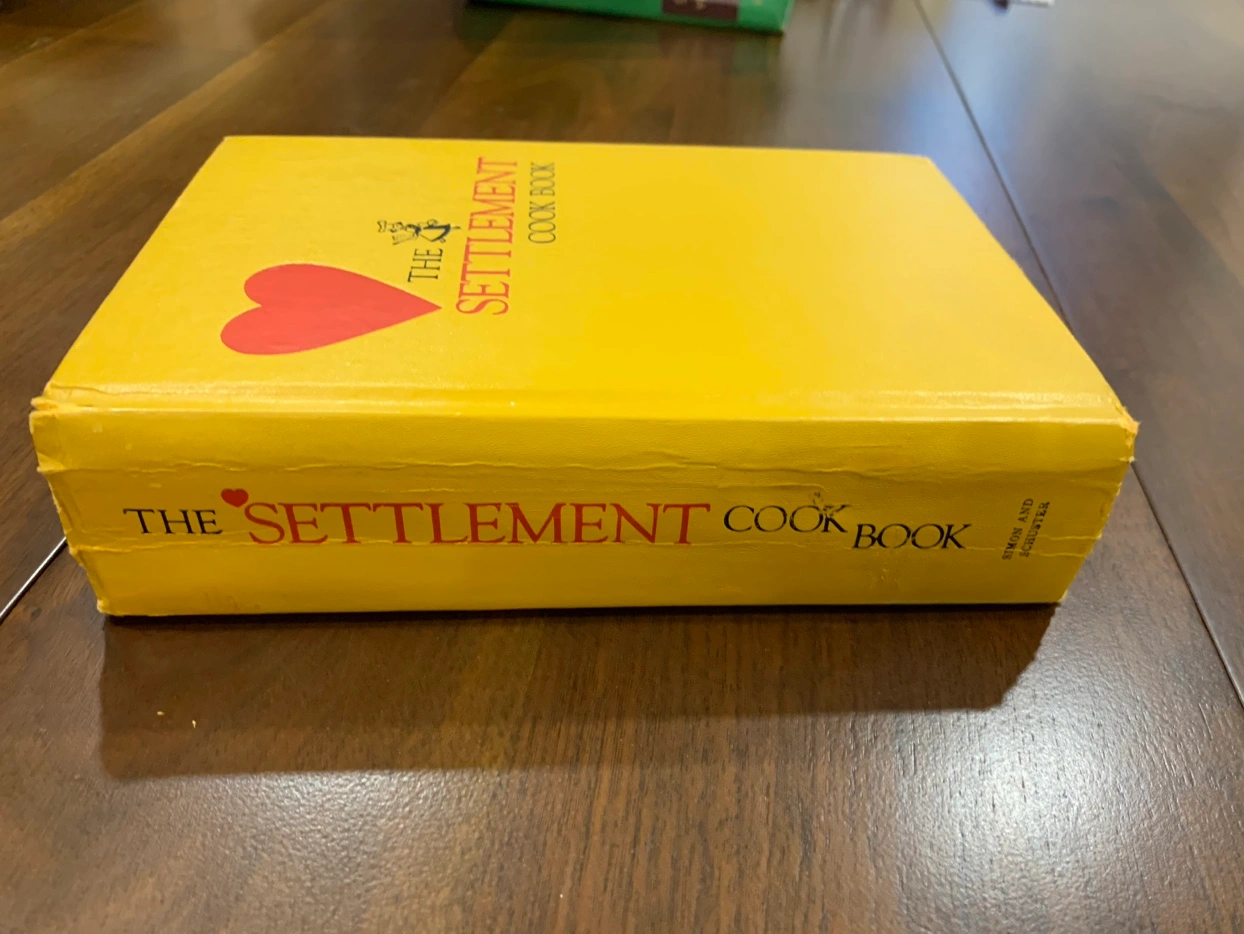 THE
SETTLEMENT
COOK BOOK
THE SETTLEMENT COOK BOOK
SIMON AND
SCHUSTER